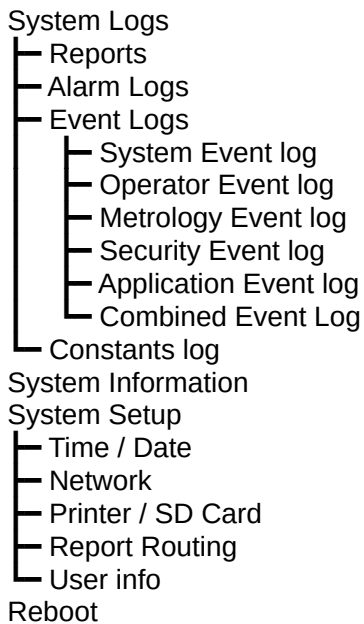 System Logs
Reports
Alarm Logs
Event Logs
System Event log
Operator Event log
Metrology Event log
Security Event log
Application Event log
Combined Event Log
Constants log
System Information
System Setup
Time / Date
Network
Printer / SD Card
Report Routing
User info
Reboot